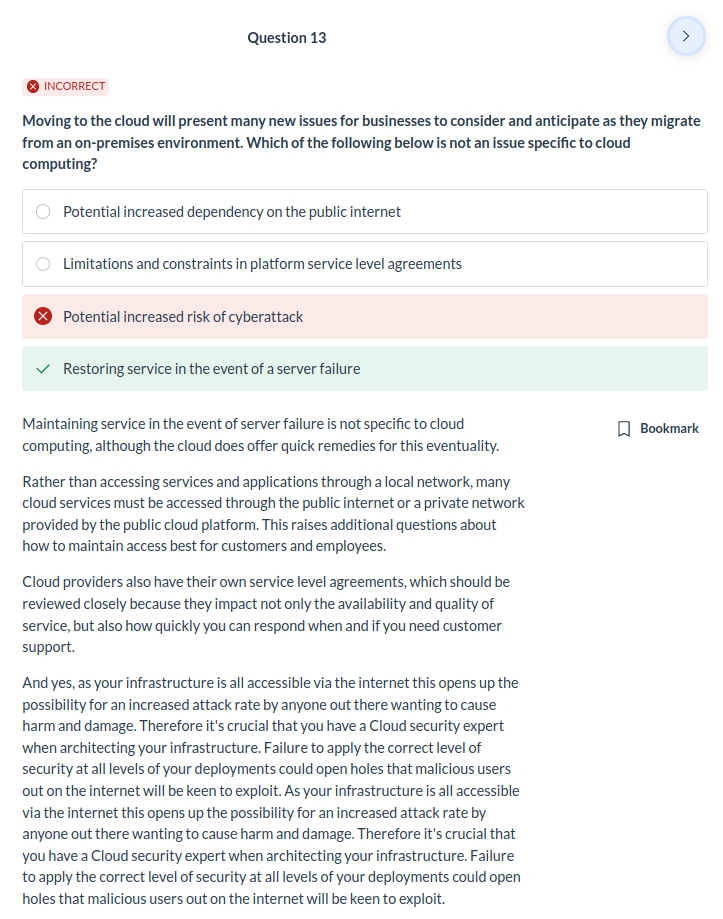 Question 13
INCORRECT
Moving to the cloud will present many new issues for businesses to consider and anticipate as they migrate
from an on-premises environment. Which of the following below is not an issue specific to cloud
computing?
Potential increased dependency on the public internet
Limitations and constraints in platform service level agreements
Potential increased risk of cyberattack
Restoring service in the event of a server failure
Maintaining service in the event of server failure is not specific to cloud
computing, although the cloud does offer quick remedies for this eventuality.
Bookmark
Rather than accessing services and applications through a local network, many
cloud services must be accessed through the public internet or a private network
provided by the public cloud platform. This raises additional questions about
how to maintain access best for customers and employees.
Cloud providers also have their own service level agreements, which should be
reviewed closely because they impact not only the availability and quality of
service, but also how quickly you can respond when and if you need customer
support.
And yes, as your infrastructure is all accessible via the internet this opens up the
possibility for an increased attack rate by anyone out there wanting to cause
harm and damage. Therefore it's crucial that you have a Cloud security expert
when architecting your infrastructure. Failure to apply the correct level of
security at all levels of your deployments could open holes that malicious users
out on the internet will be keen to exploit. As your infrastructure is all accessible
via the internet this opens up the possibility for an increased attack rate by
anyone out there wanting to cause harm and damage. Therefore it's crucial that
you have a Cloud security expert when architecting your infrastructure. Failure
to apply the correct level of security at all levels of your deployments could open
holes that malicious users out on the internet will be keen to exploit.